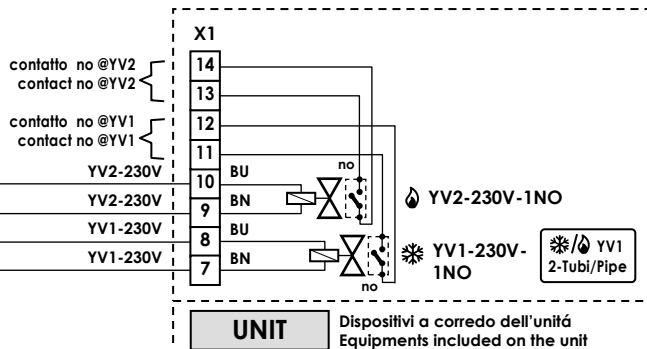 X1
contatto no @YV2
contact no @YV2
14
13
contatto no @YV1
contact no @YV1
12
11
YV2-230V
10
BU
YV2-230V
9
BN
YV1-230V
8
BU
YV1-230V
7
BN
no
YV2-230V-1NO
no
YV1-230V-
1NO
/ YV1
2-Tubi/Pipe
UNIT
Dispositivi a corredo dell'unitá
Equipments included on the unit